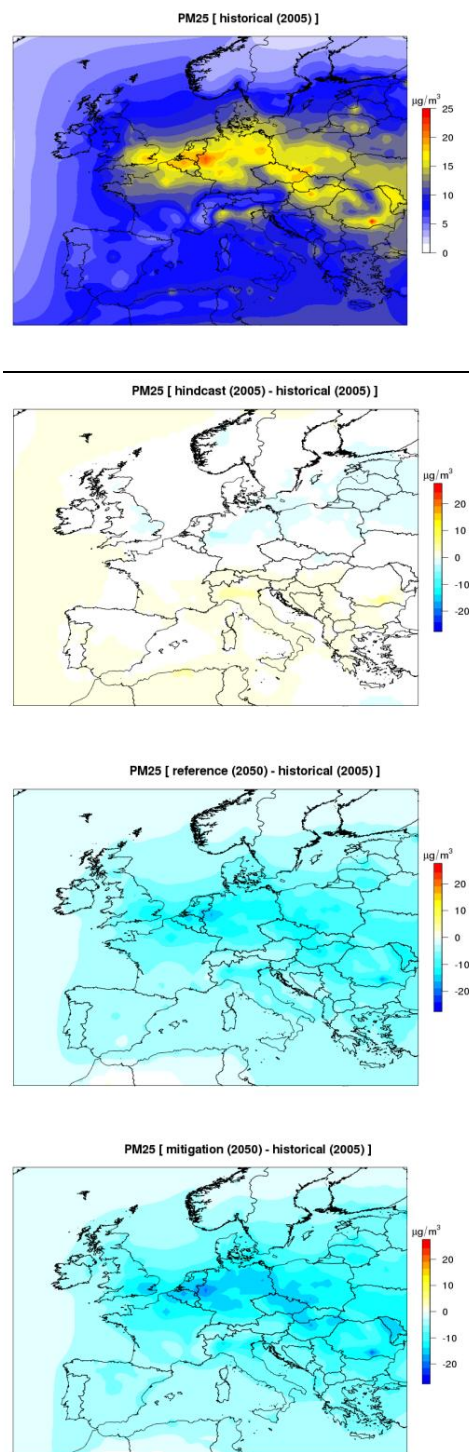 PM25 [ historical (2005) ]
μg/m³
25
20
15
10
5
0
PM25 [ hindcast (2005) - historical (2005) ]
μg/m³
20
10
0
-10
-20
PM25 [ reference (2050) - historical (2005) ]
μg/m³
20
10
0
-10
-20
PM25 [ mitigation (2050) - historical (2005) ]
μg/m³
20
10
0
-10
-20